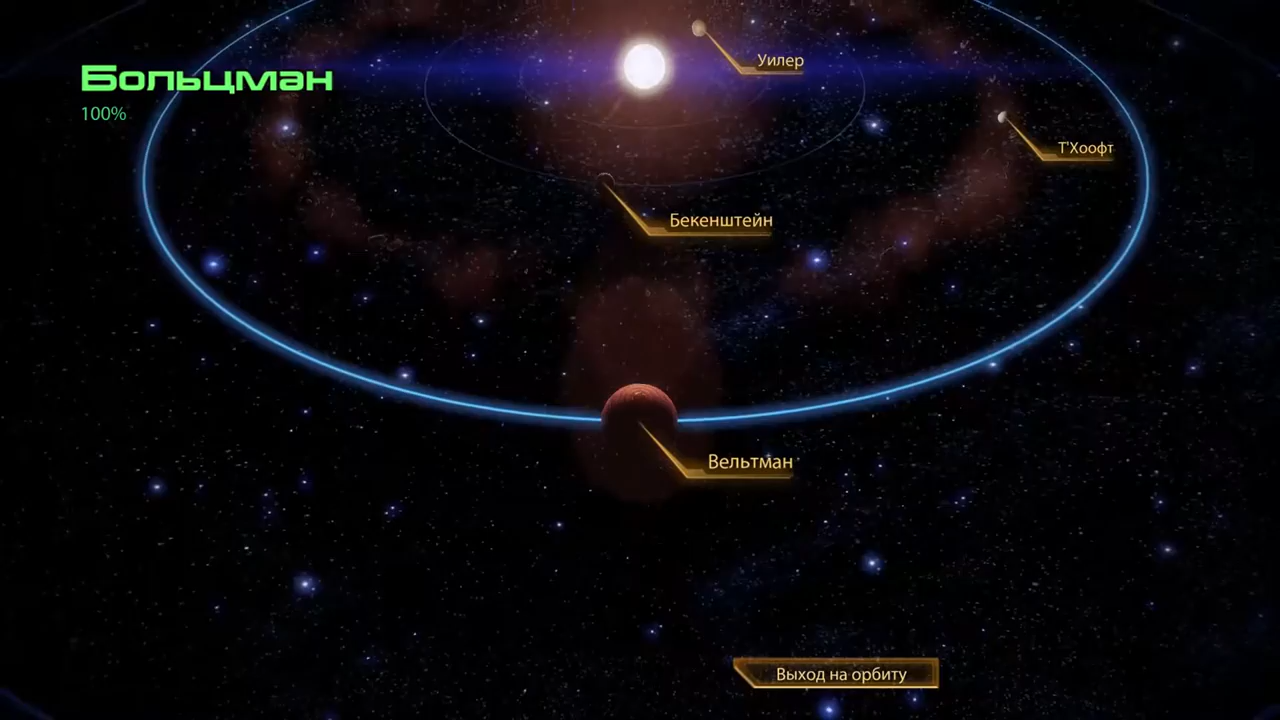 Больцман
100%
Уилер
Т'Хоофт
Бекенштейн
Вельтман
Выход на орбиту